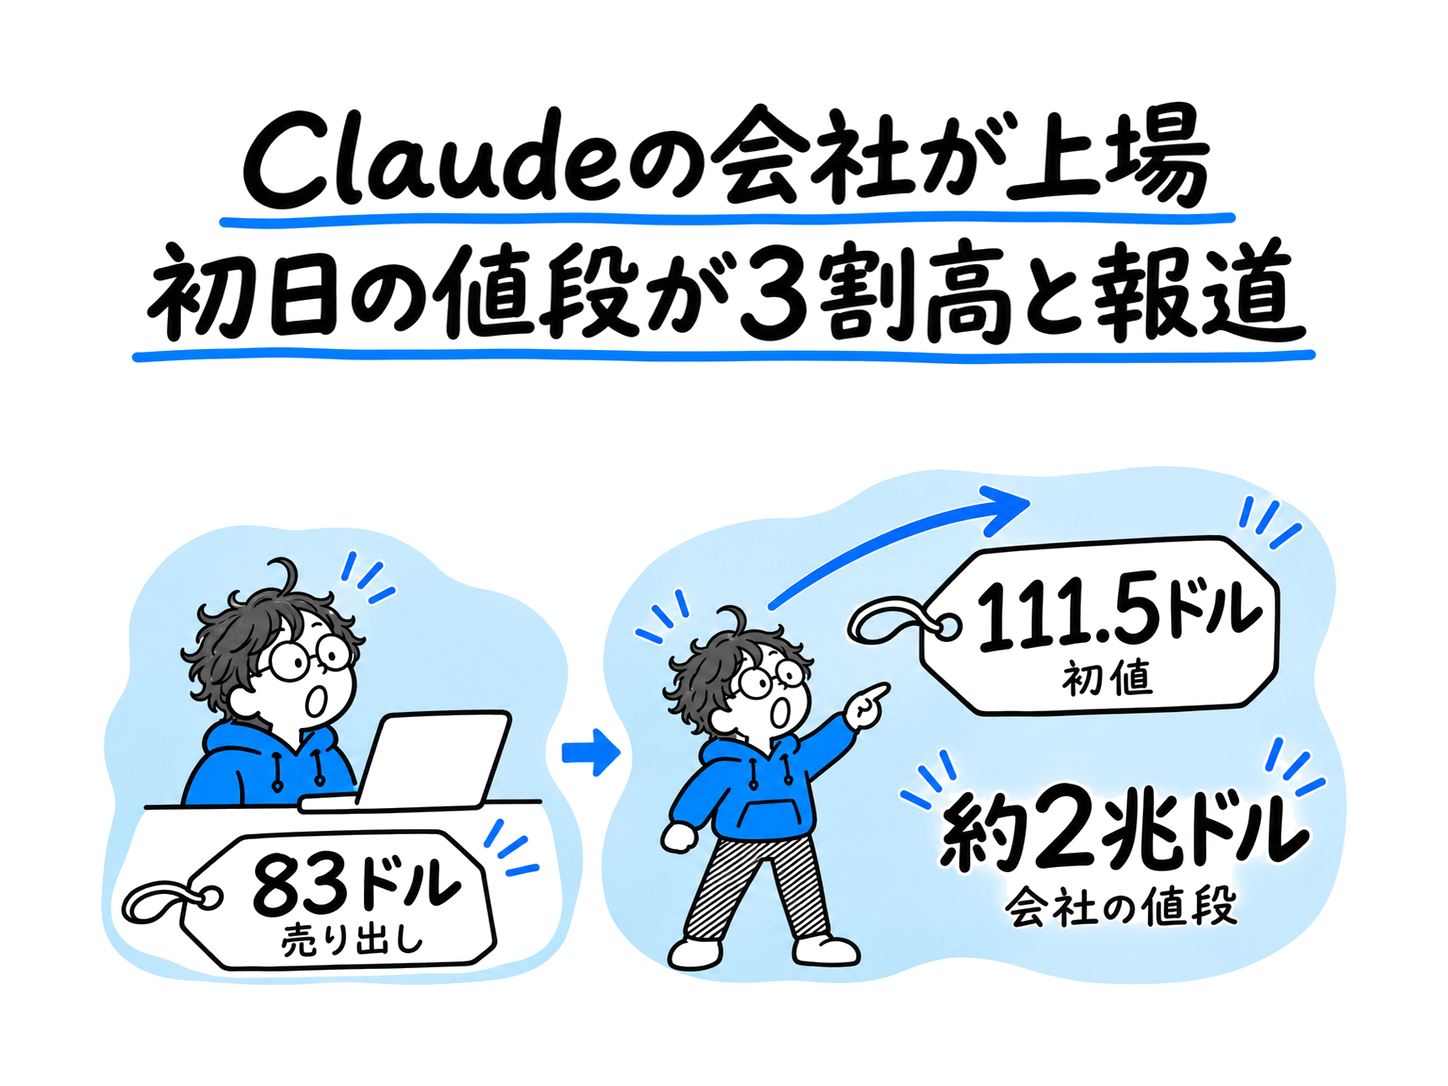 Claudeの会社が上場
初日の値段が3割高と報道
83ドル
売り出し
111.5ドル
初値
約2兆ドル
会社の値段